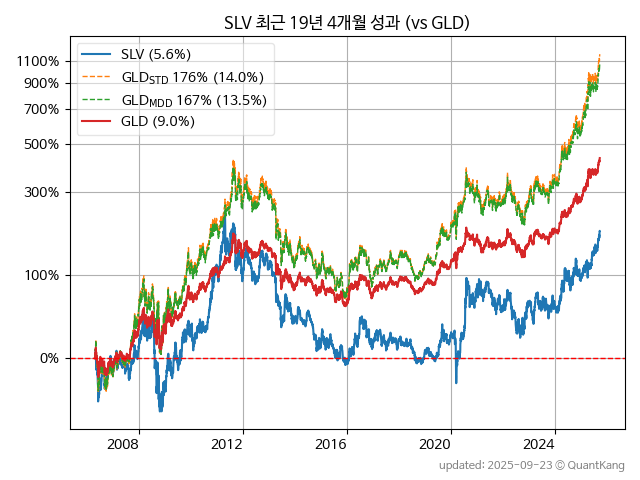 SLV 최근 19년 4개월 성과 (vs GLD)
SLV (5.6%)
GLD_STD 176% (14.0%)
GLD_MDD 167% (13.5%)
GLD (9.0%)
1100%
900%
700%
500%
300%
100%
0%
2008 2012 2016 2020 2024
updated: 2025-09-23 © QuantKang